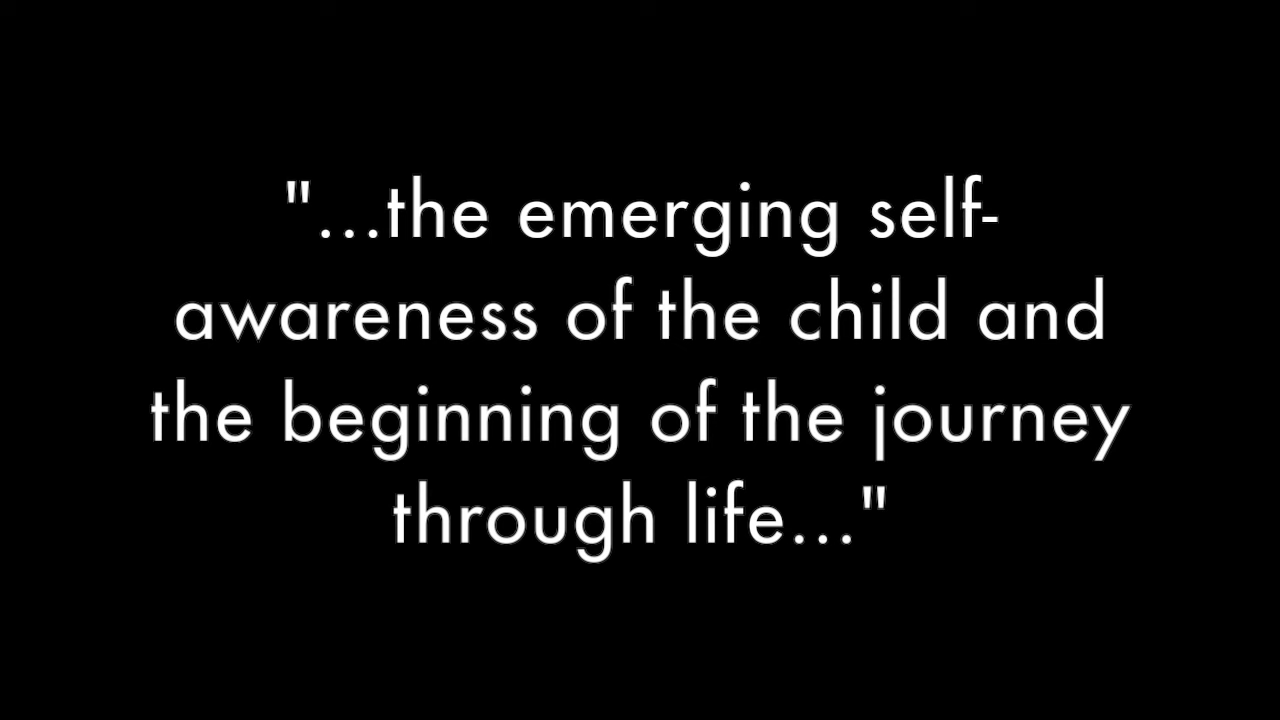 "...the emerging self-
awareness of the child and
the beginning of the journey
through life..."